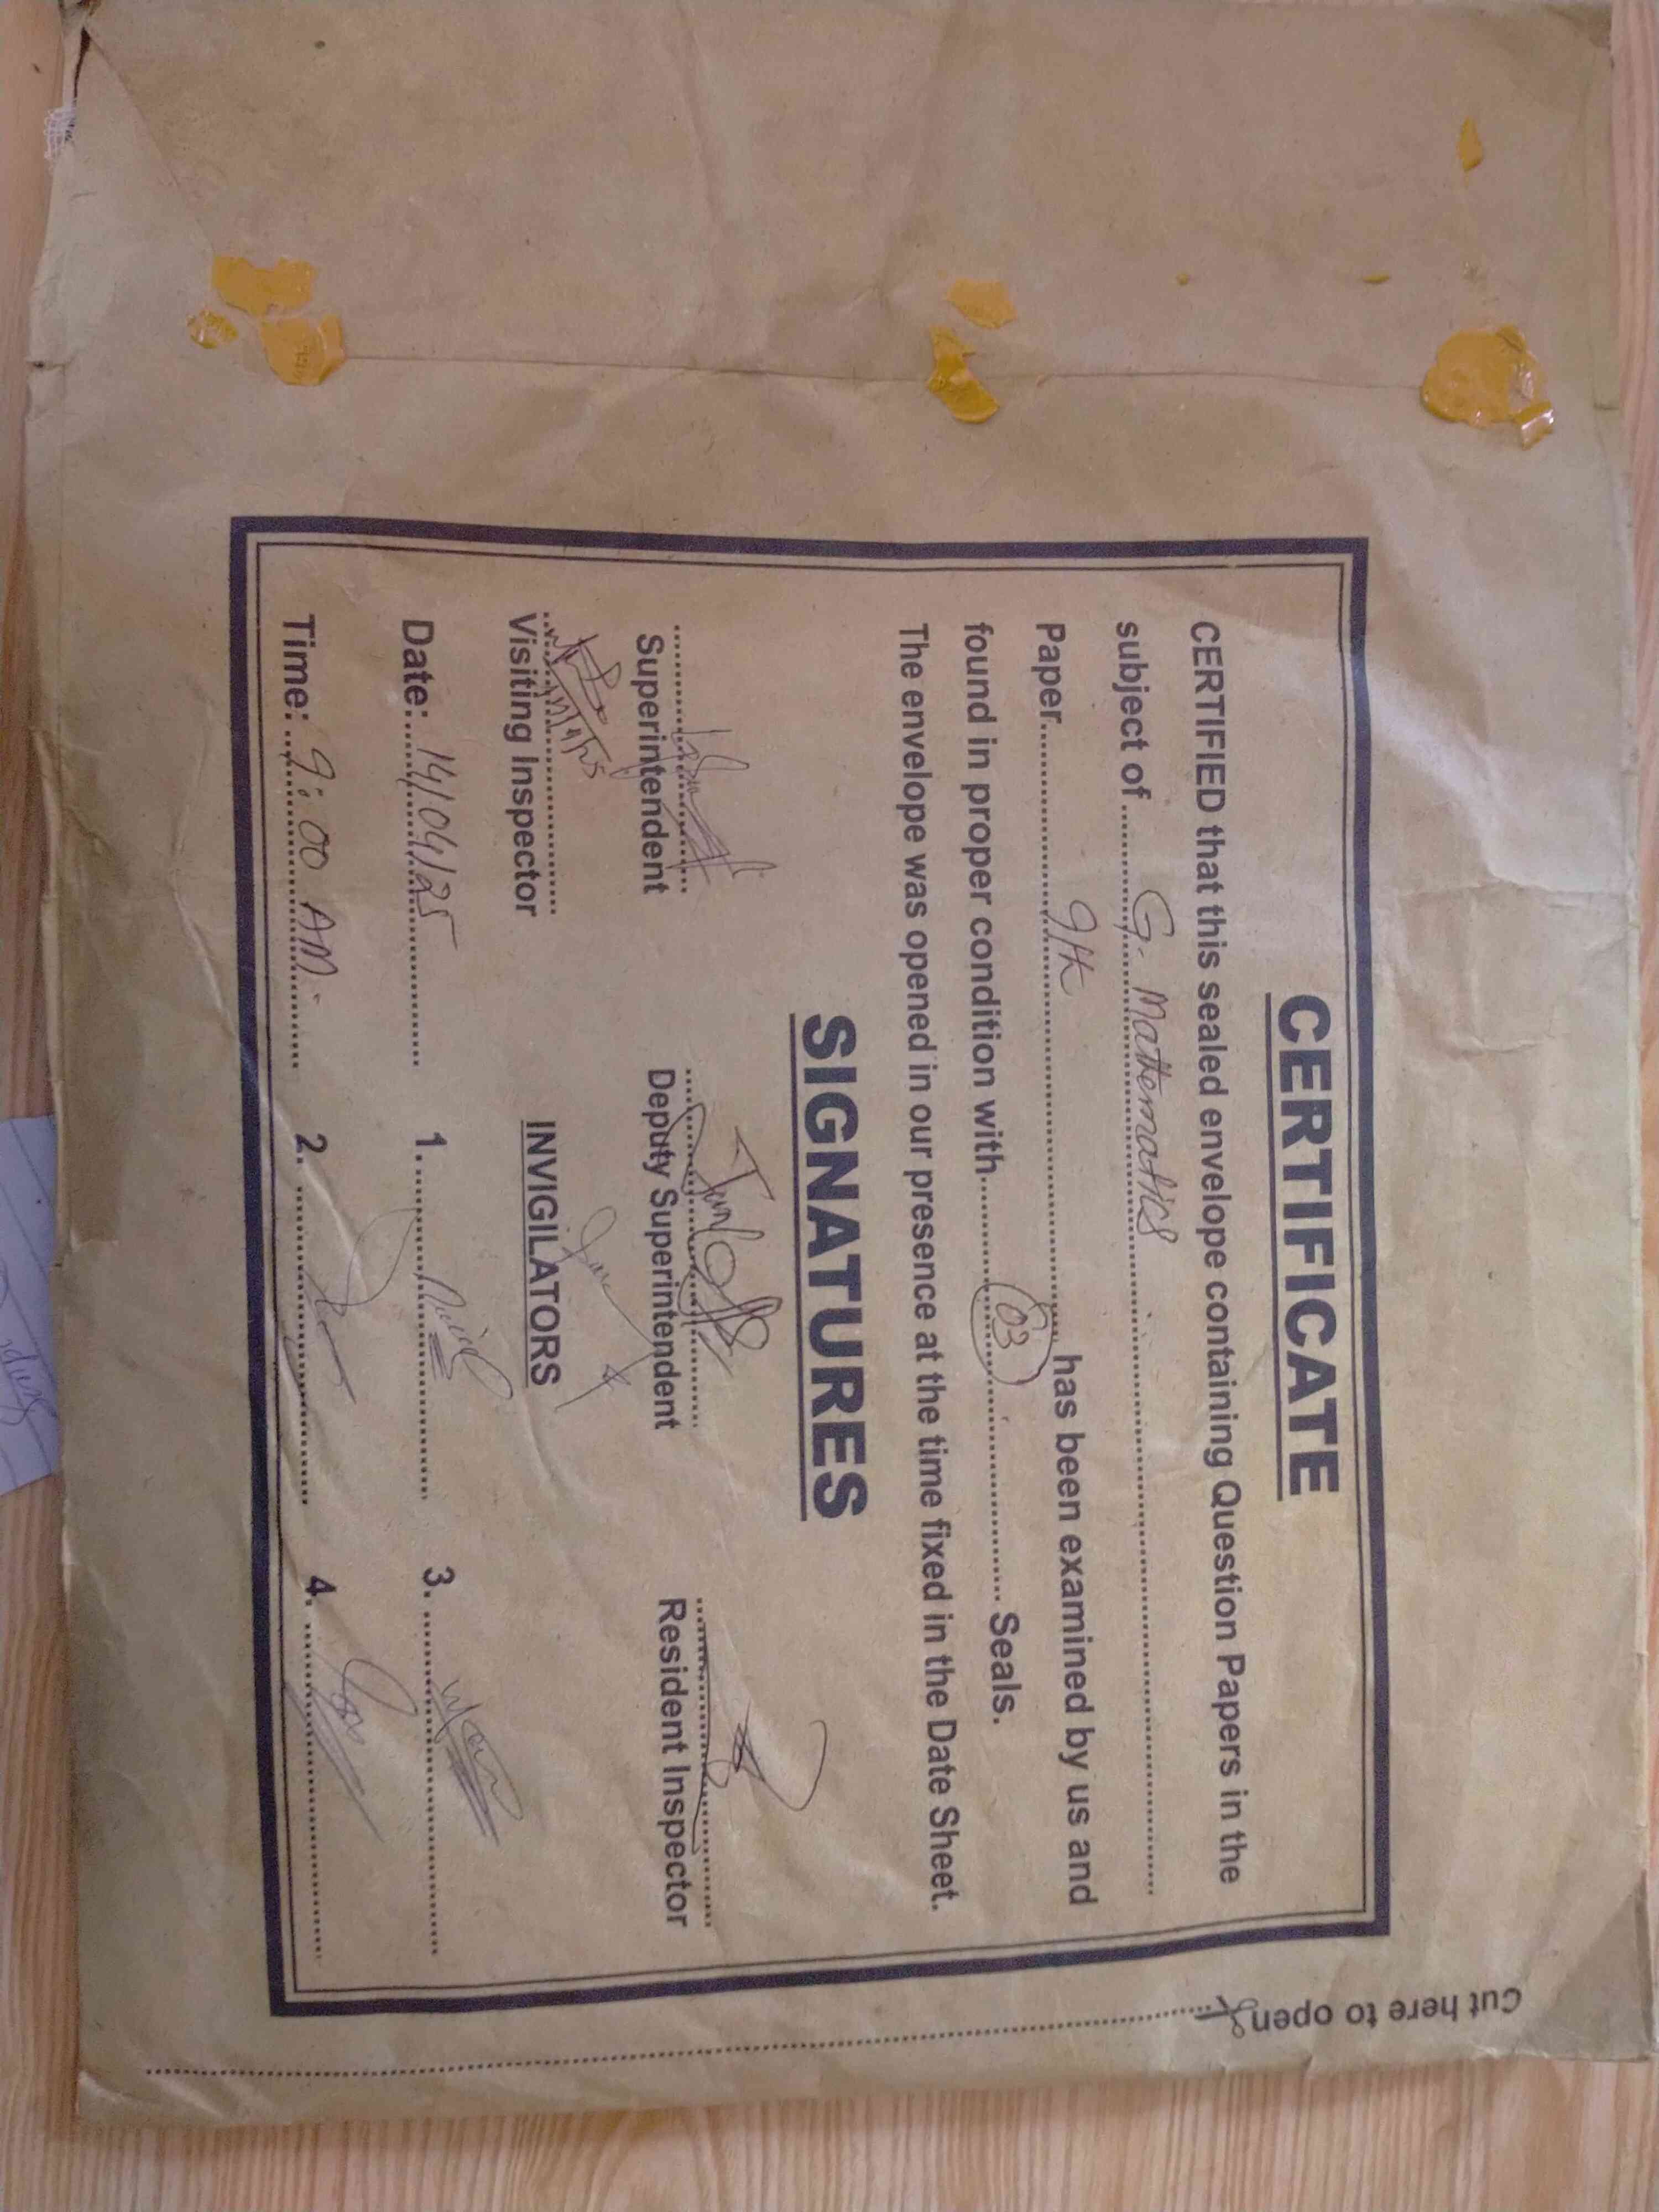 CERTIFICATE
CERTIFIED that this sealed envelope containing Question Papers in the
subject of ........ G. Mathematics ........
Paper........ 9th ........ has been examined by us and
found in proper condition with........ 03 ........ Seals.
The envelope was opened in our presence at the time fixed in the Date Sheet.
SIGNATURES
Superintendent Deputy Superintendent Resident Inspector
Visiting Inspector INVIGILATORS
Date: 14/04/25 1. 3.
Time: 9:00 AM. 2. 4.
Cut here to open